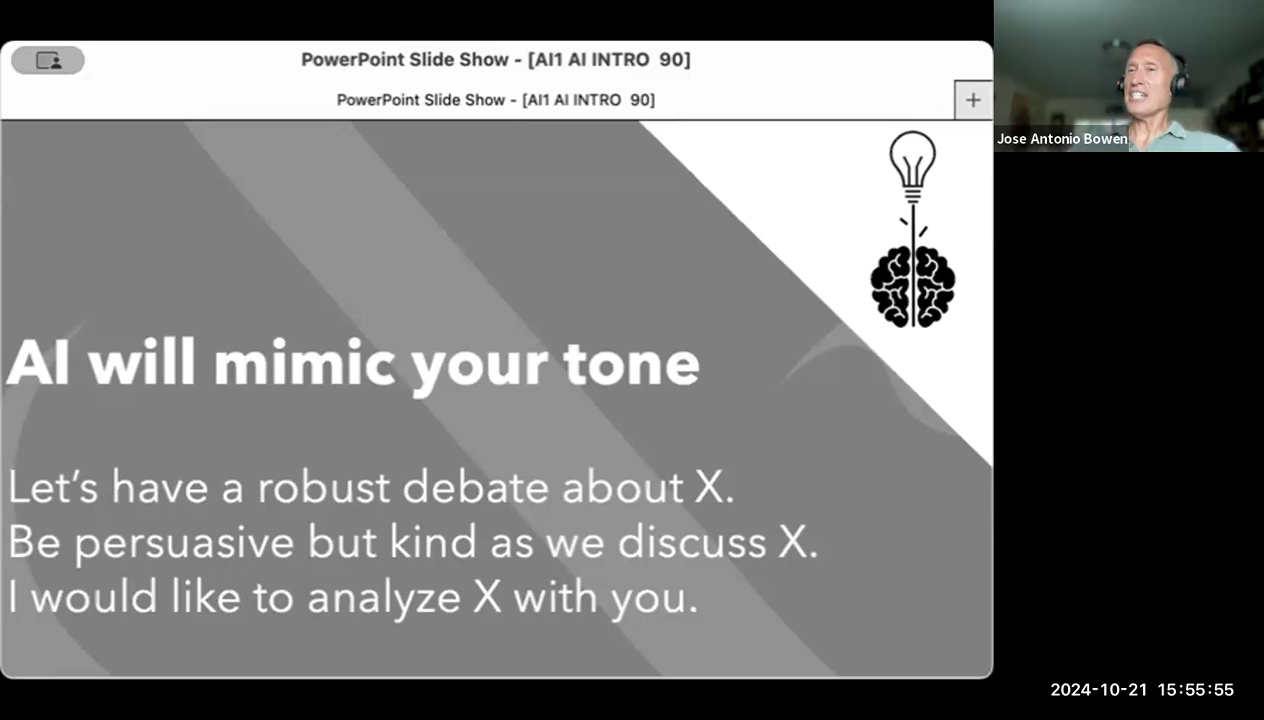 PowerPoint Slide Show - [AI1 AI INTRO  90]
PowerPoint Slide Show - [AI1 AI INTRO  90]
+
Jose Antonio Bowen
AI will mimic your tone
Let's have a robust debate about X.
Be persuasive but kind as we discuss X.
I would like to analyze X with you.
2024-10-21  15:55:55